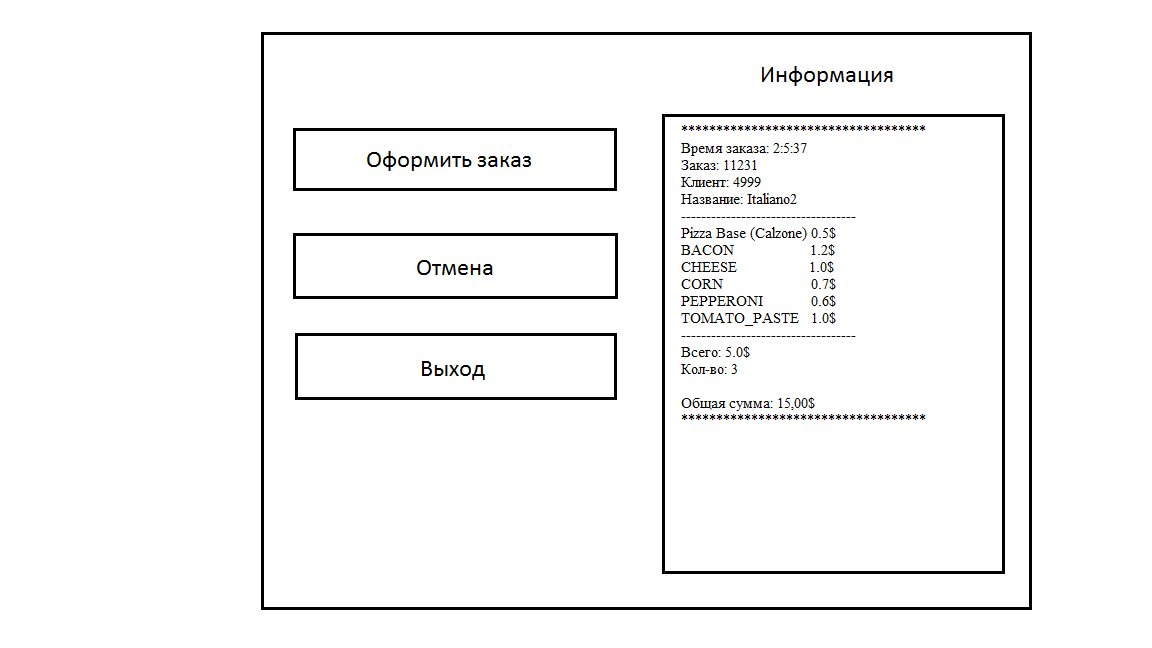 Информация
Оформить заказ
Отмена
Выход
***********************************
Время заказа: 2:5:37
Заказ: 11231
Клиент: 4999
Название: Italiano2
-----------------------------------
Pizza Base (Calzone) 0.5$
BACON 1.2$
CHEESE 1.0$
CORN 0.7$
PEPPERONI 0.6$
TOMATO_PASTE 1.0$
-----------------------------------
Всего: 5.0$
Кол-во: 3
Общая сумма: 15,00$
***********************************